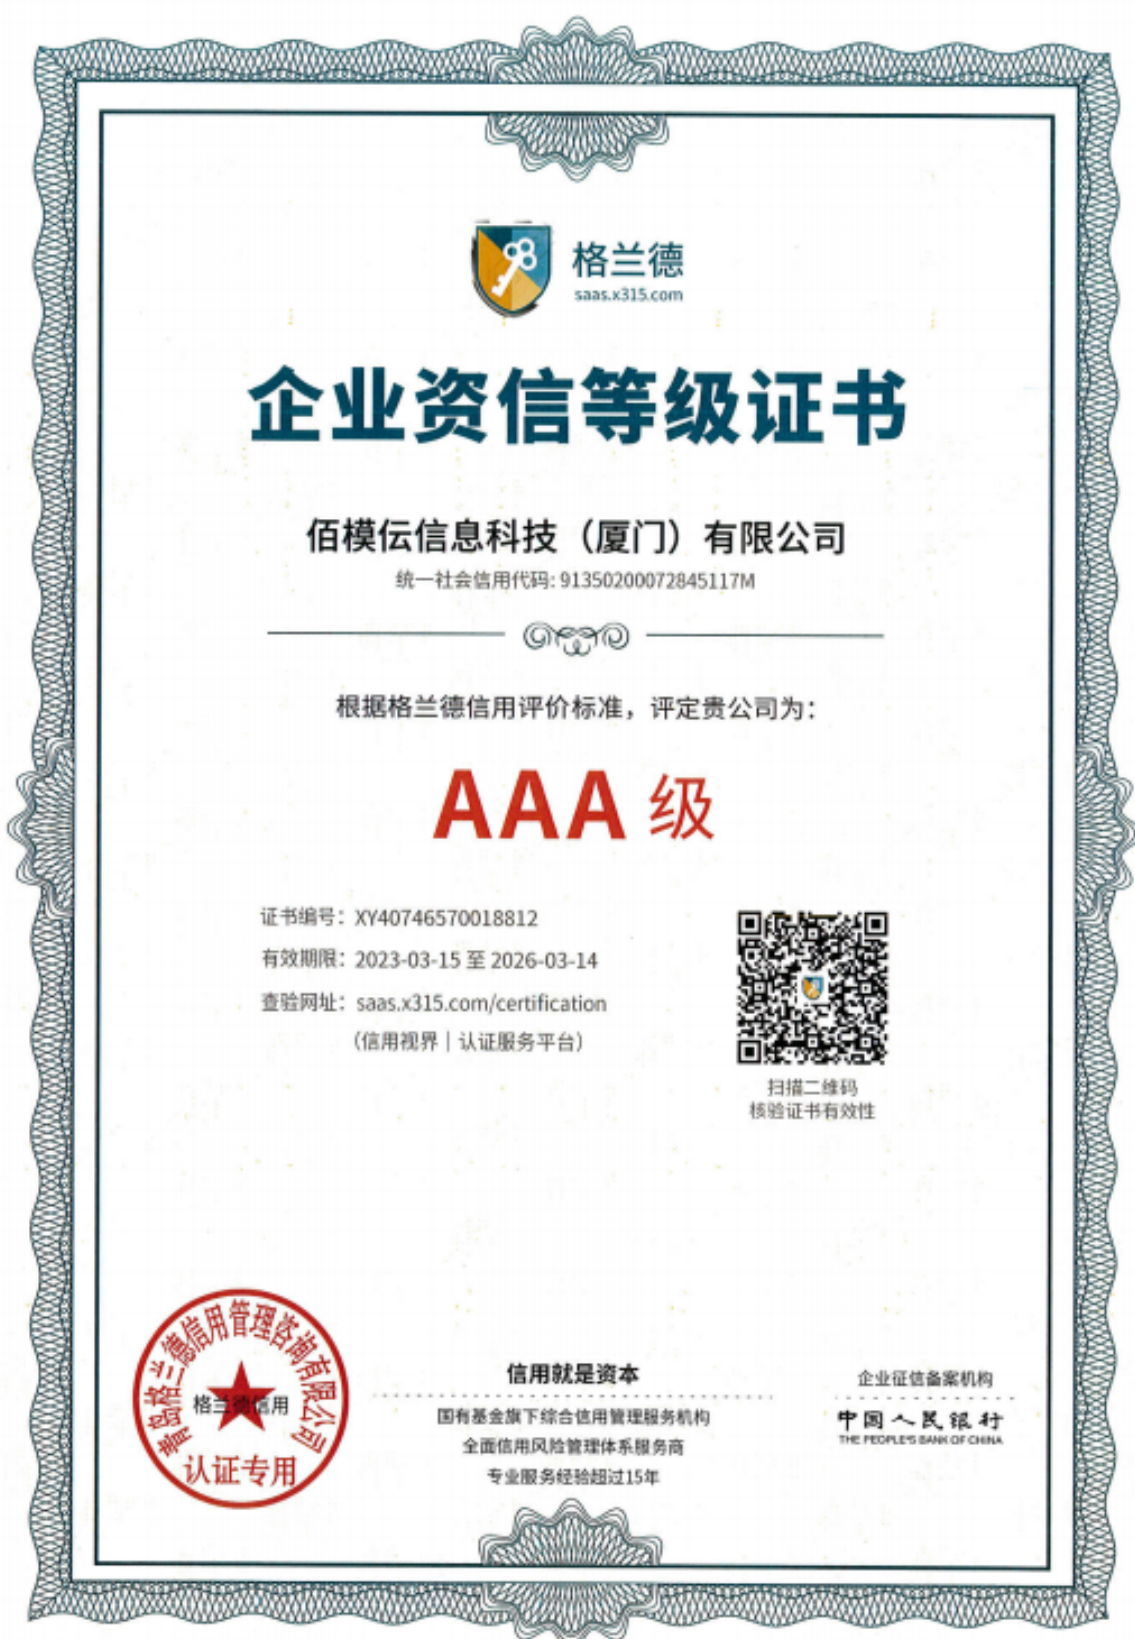 格兰德
saas.x315.com
企业资信等级证书
佰模伝信息科技（厦门）有限公司
统一社会信用代码: 91350200072845117M
根据格兰德信用评价标准，评定贵公司为：
AAA 级
证书编号：XY40746570018812
有效期限：2023-03-15 至 2026-03-14
查验网址：saas.x315.com/certification
（信用视界｜认证服务平台）
扫描二维码
核验证书有效性
青岛格兰德信用管理咨询有限公司
格兰德信用
认证专用
信用就是资本
国有基金旗下综合信用管理服务机构
全面信用风险管理体系服务商
专业服务经验超过15年
企业征信备案机构
中国人民银行
THE PEOPLE'S BANK OF CHINA